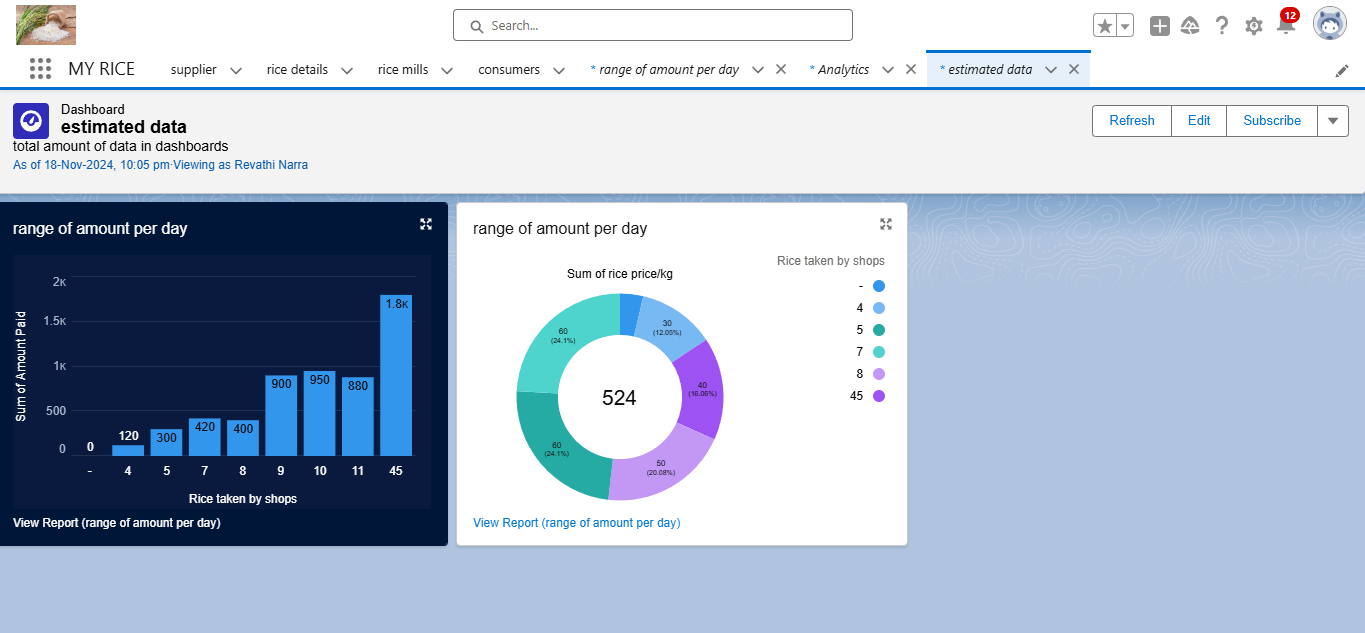 Search...
12
MY RICE
supplier
rice details
rice mills
consumers
* range of amount per day
* Analytics
* estimated data
Dashboard
estimated data
total amount of data in dashboards
As of 18-Nov-2024, 10:05 pm·Viewing as Revathi Narra
Refresh
Edit
Subscribe
range of amount per day
Sum of Amount Paid
2K
1.5K
1K
500
0
0
120
300
420
400
900
950
880
1.8K
-
4
5
7
8
9
10
11
45
Rice taken by shops
View Report (range of amount per day)
range of amount per day
Sum of rice price/kg
30
(12.05%)
40
(16.06%)
50
(20.08%)
60
(24.1%)
60
(24.1%)
524
Rice taken by shops
-
4
5
7
8
45
View Report (range of amount per day)